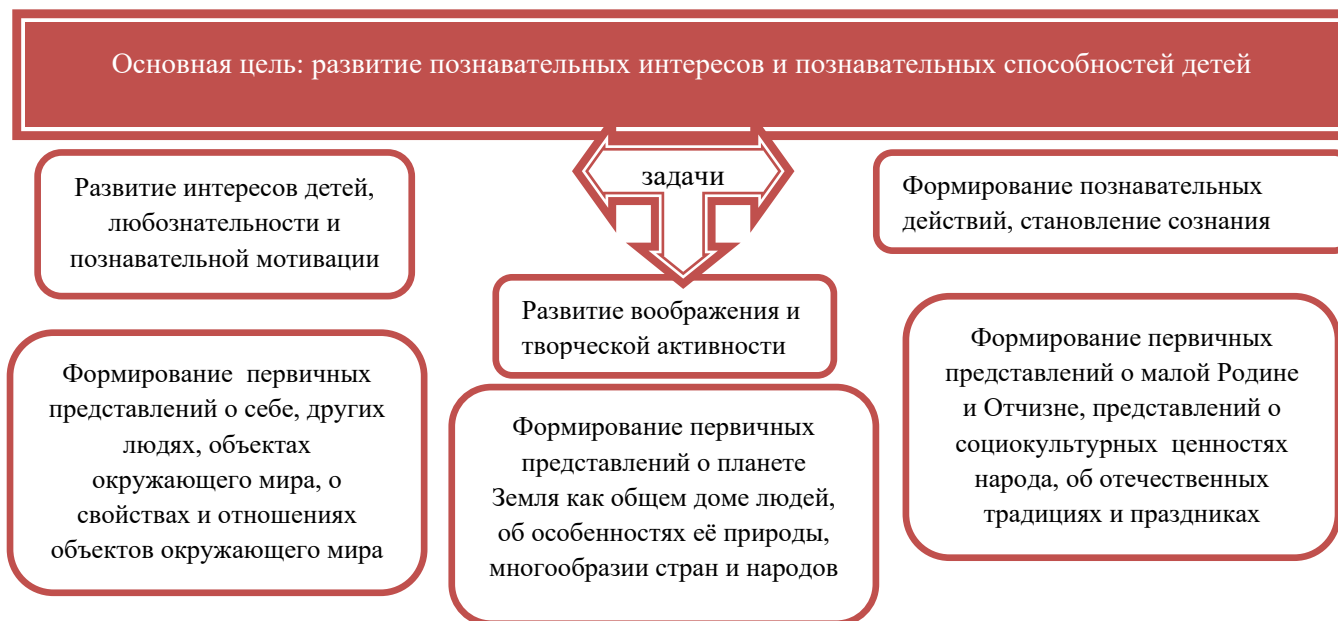 Основная цель: развитие познавательных интересов и познавательных способностей детей
задачи
Развитие интересов детей,
любознательности и
познавательной мотивации
Формирование познавательных
действий, становление сознания
Развитие воображения и
творческой активности
Формирование первичных
представлений о себе, других
людях, объектах
окружающего мира, о
свойствах и отношениях
объектов окружающего мира
Формирование первичных
представлений о планете
Земля как общем доме людей,
об особенностях её природы,
многообразии стран и народов
Формирование первичных
представлений о малой Родине
и Отчизне, представлений о
социокультурных ценностях
народа, об отечественных
традициях и праздниках